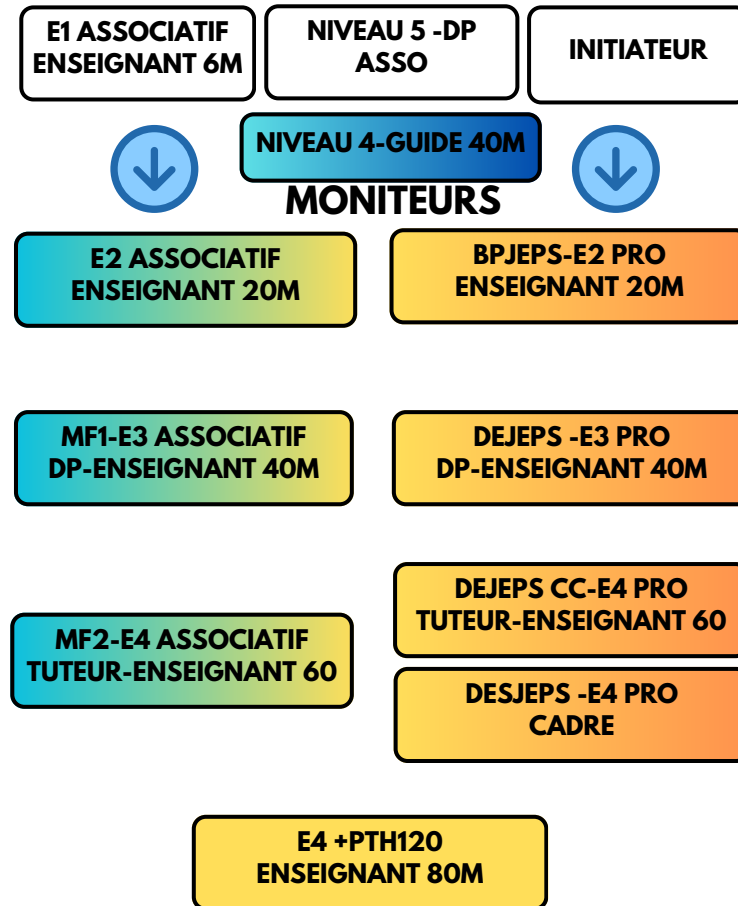 E1 ASSOCIATIF
ENSEIGNANT 6M
NIVEAU 5 -DP
ASSO
INITIATEUR
NIVEAU 4-GUIDE 40M
MONITEURS
E2 ASSOCIATIF
ENSEIGNANT 20M
BPJEPS-E2 PRO
ENSEIGNANT 20M
MF1-E3 ASSOCIATIF
DP-ENSEIGNANT 40M
DEJEPS -E3 PRO
DP-ENSEIGNANT 40M
MF2-E4 ASSOCIATIF
TUTEUR-ENSEIGNANT 60
DEJEPS CC-E4 PRO
TUTEUR-ENSEIGNANT 60
DESJEPS -E4 PRO
CADRE
E4 +PTH120
ENSEIGNANT 80M